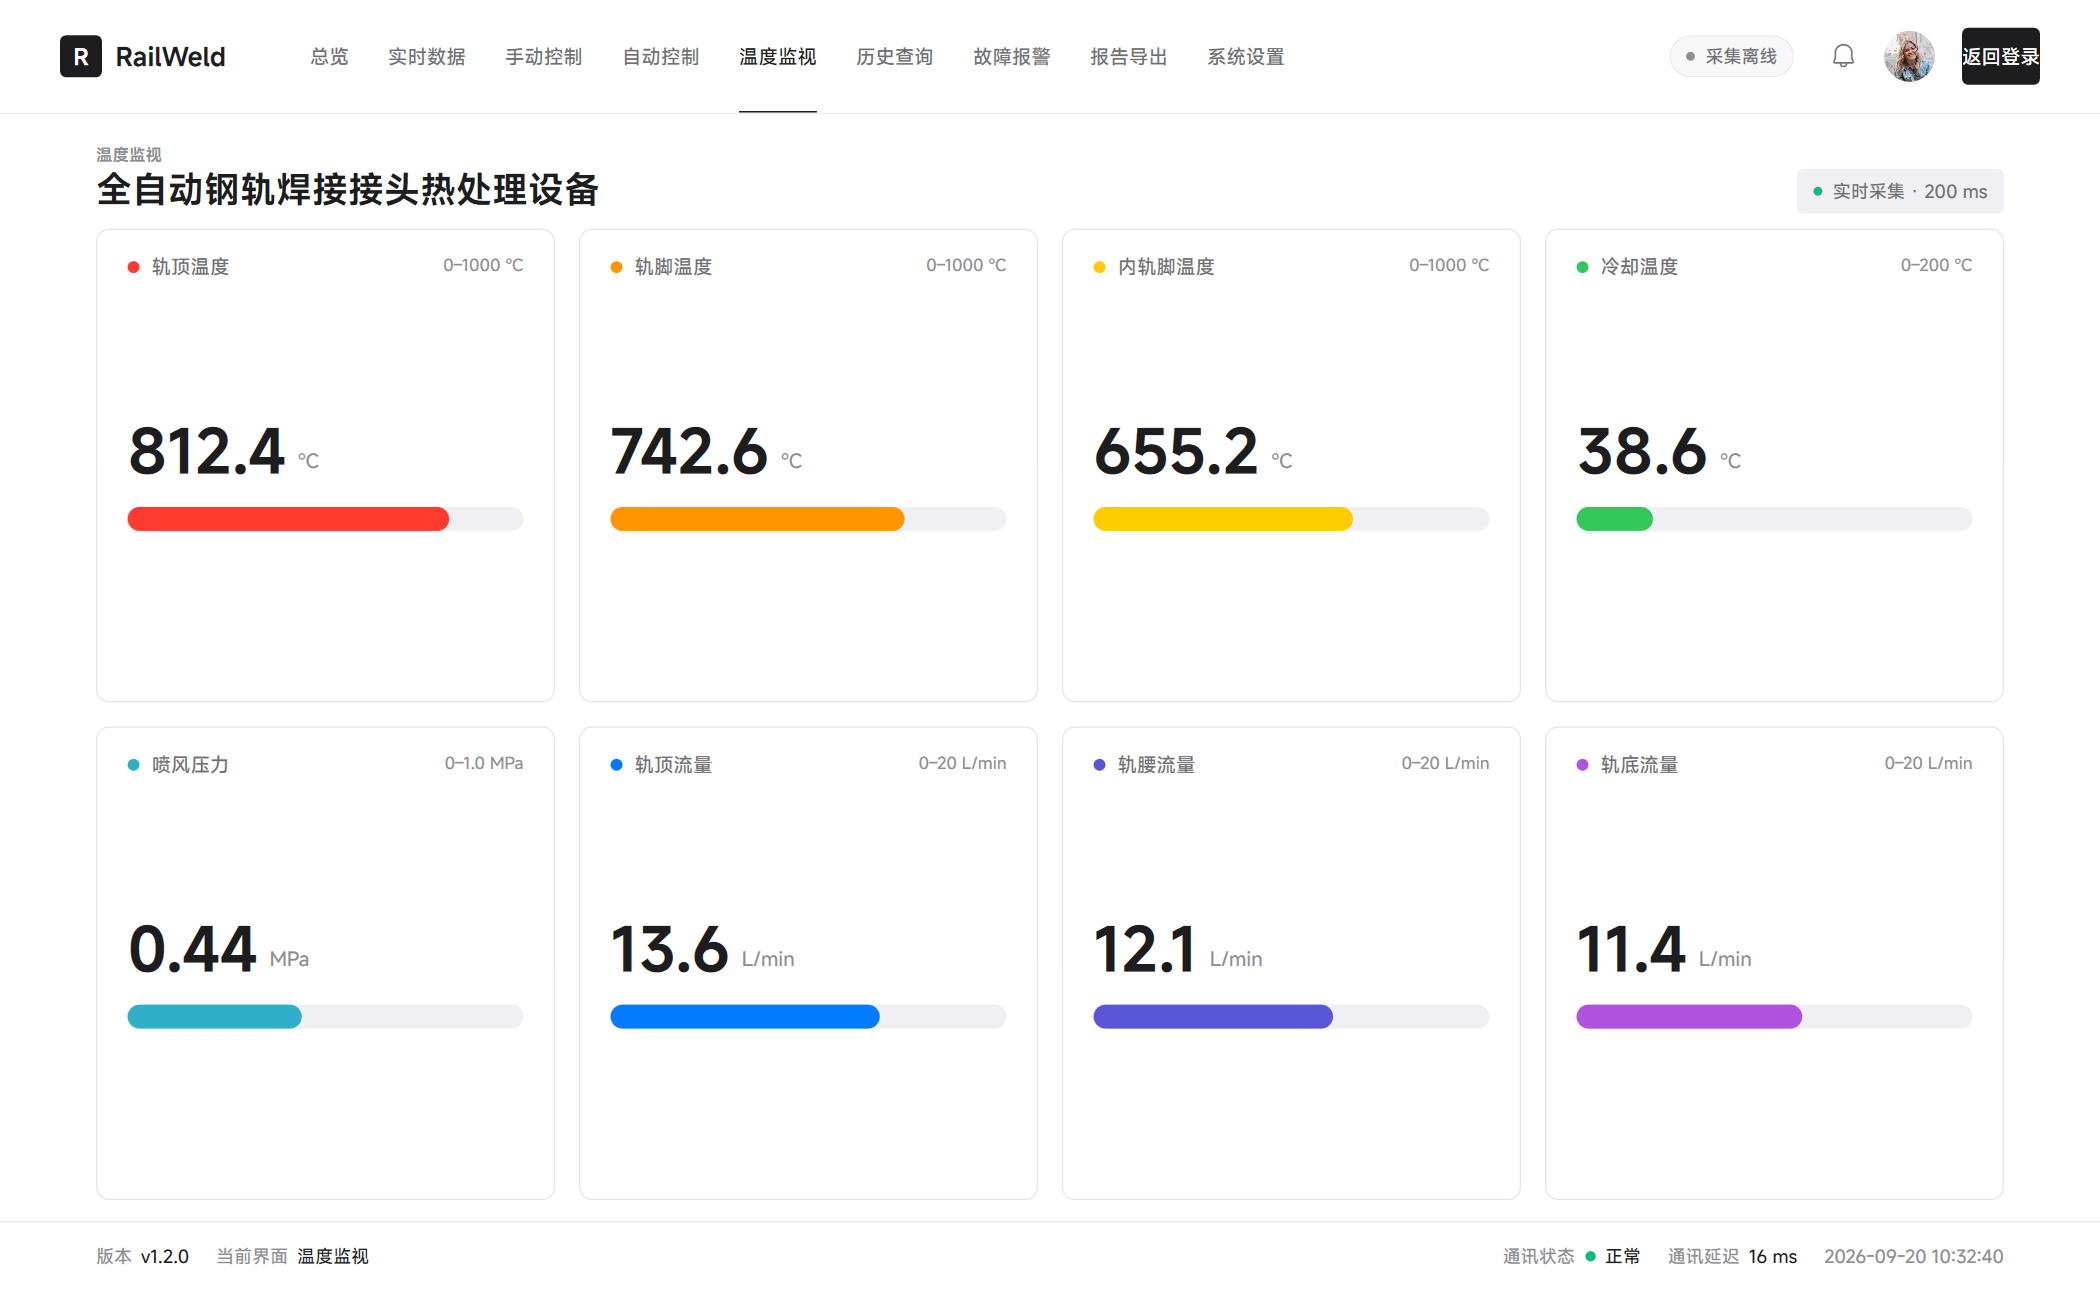 R RailWeld 总览 实时数据 手动控制 自动控制 温度监视 历史查询 故障报警 报告导出 系统设置 采集离线 返回登录
温度监视
全自动钢轨焊接接头热处理设备
实时采集 · 200 ms
轨顶温度 0–1000 °C
812.4 °C
轨脚温度 0–1000 °C
742.6 °C
内轨脚温度 0–1000 °C
655.2 °C
冷却温度 0–200 °C
38.6 °C
喷风压力 0–1.0 MPa
0.44 MPa
轨顶流量 0–20 L/min
13.6 L/min
轨腰流量 0–20 L/min
12.1 L/min
轨底流量 0–20 L/min
11.4 L/min
版本 v1.2.0 当前界面 温度监视 通讯状态 正常 通讯延迟 16 ms 2026-09-20 10:32:40